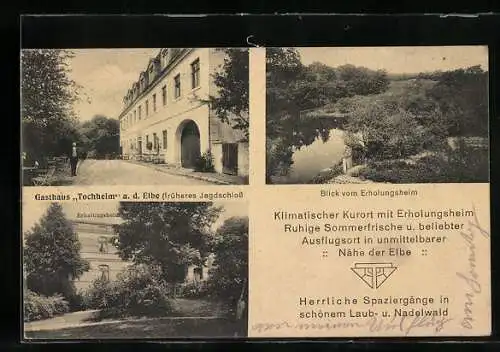 Gasthaus „Tochheim“ a. d. Elbe (früheres Jagdschloß
Blick vom Erholungsheim
Erholungsheim
Klimatischer Kurort mit Erholungsheim
Ruhige Sommerfrische u. beliebter
Ausflugsort in unmittelbarer
:: Nähe der Elbe ::
Herrliche Spaziergänge in
schönem Laub- u. Nadelwald